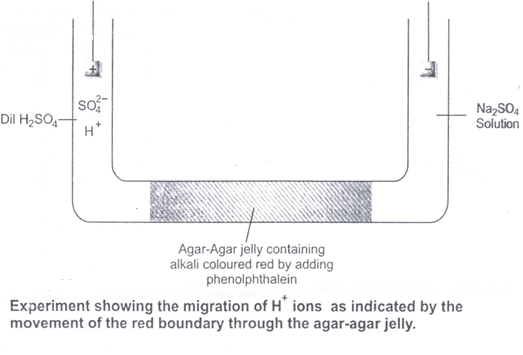 +
−
SO₄²⁻
H⁺
Dil H₂SO₄
Na₂SO₄
Solution
Agar-Agar jelly containing
alkali coloured red by adding
phenolphthalein
Experiment showing the migration of H⁺ ions as indicated by the
movement of the red boundary through the agar-agar jelly.